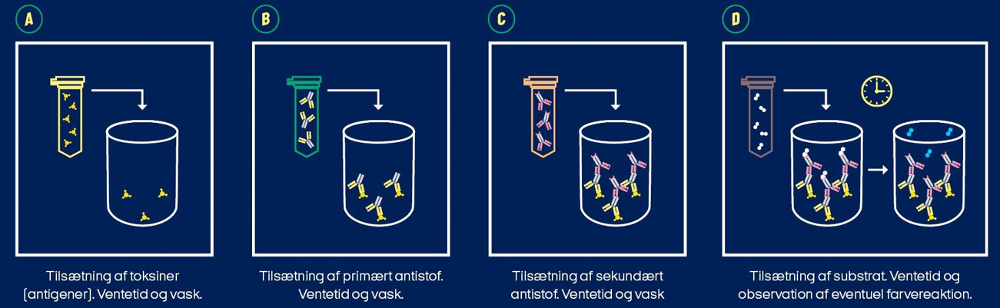 A
Tilsætning af toksiner
(antigener). Ventetid og vask.
B
Tilsætning af primært antistof.
Ventetid og vask.
C
Tilsætning af sekundært
antistof. Ventetid og vask
D
Tilsætning af substrat. Ventetid og
observation af eventuel farvereaktion.